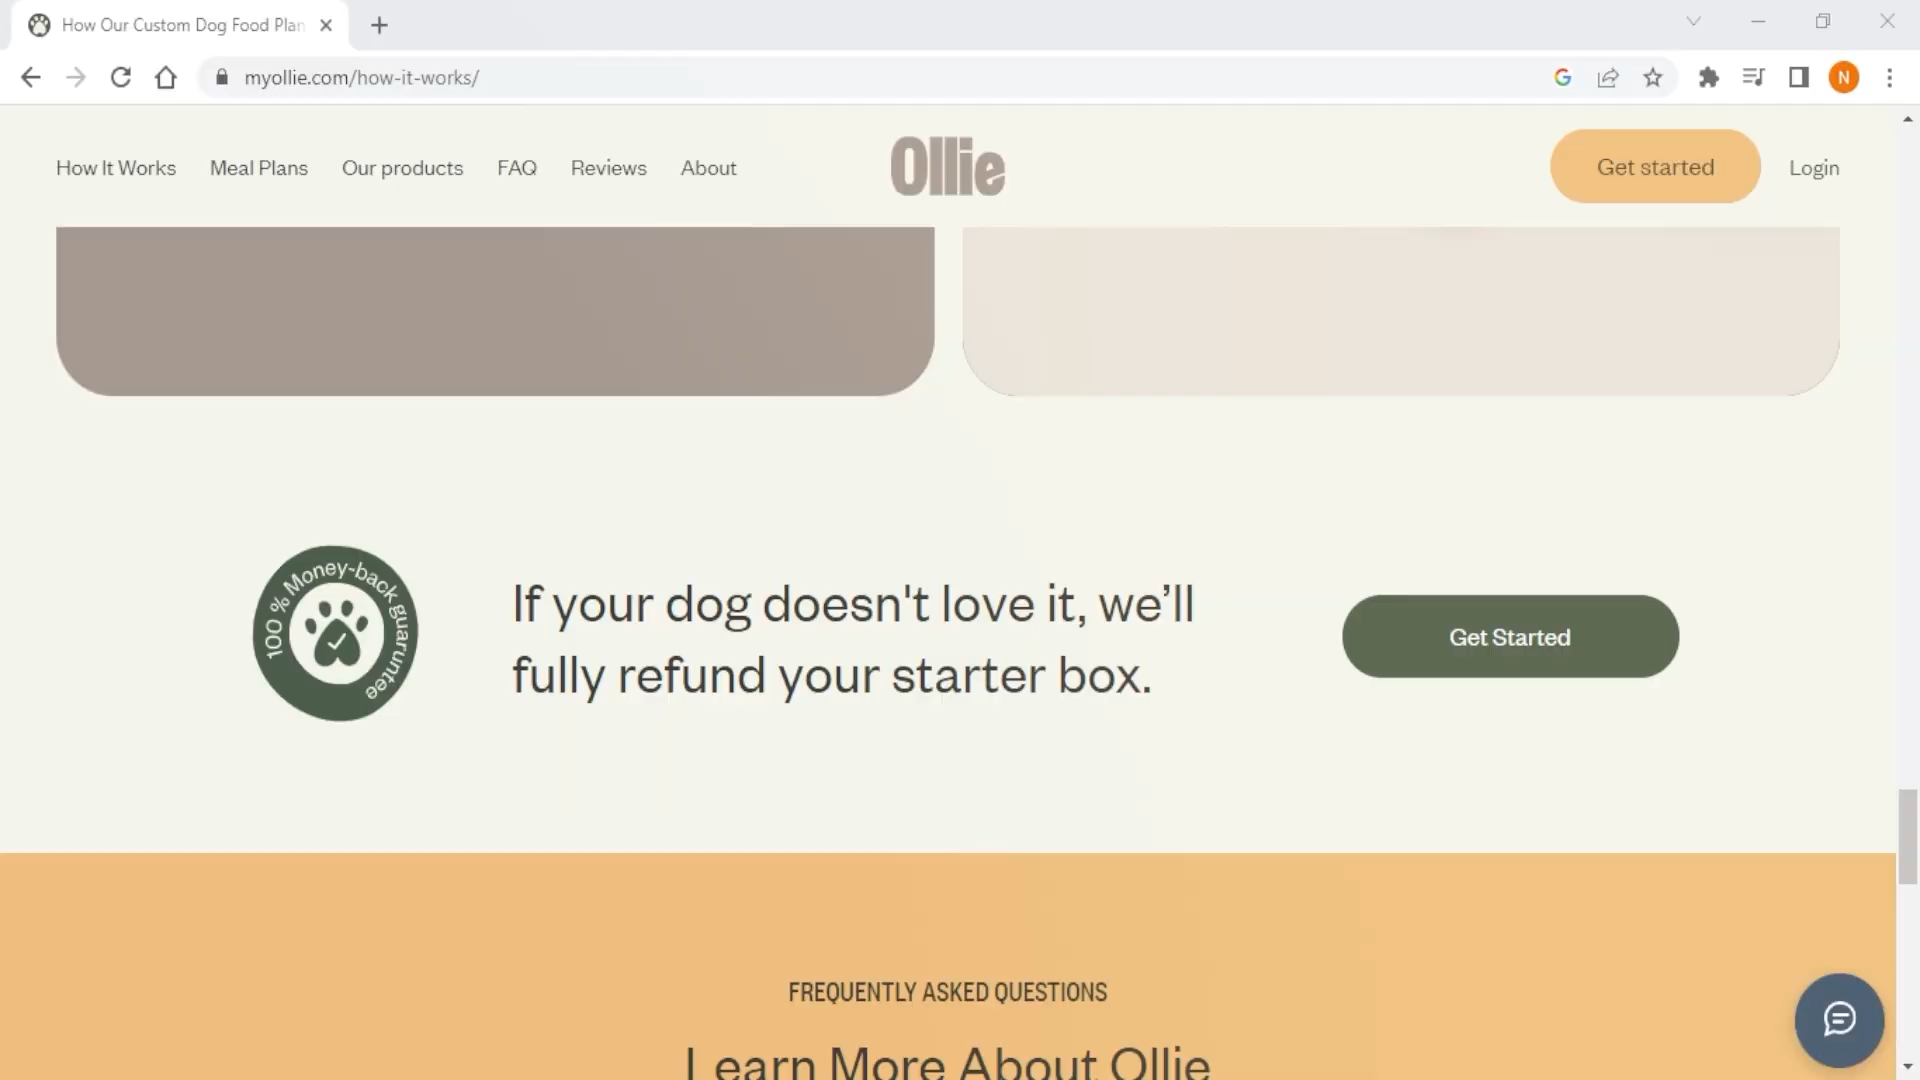 How Our Custom Dog Food Plan
myollie.com/how-it-works/
N
How It Works
Meal Plans
Our products
FAQ
Reviews
About
Ollie
Get started
Login
100 % Money-back guaruntee
If your dog doesn't love it, we’ll
fully refund your starter box.
Get Started
FREQUENTLY ASKED QUESTIONS
Learn More About Ollie